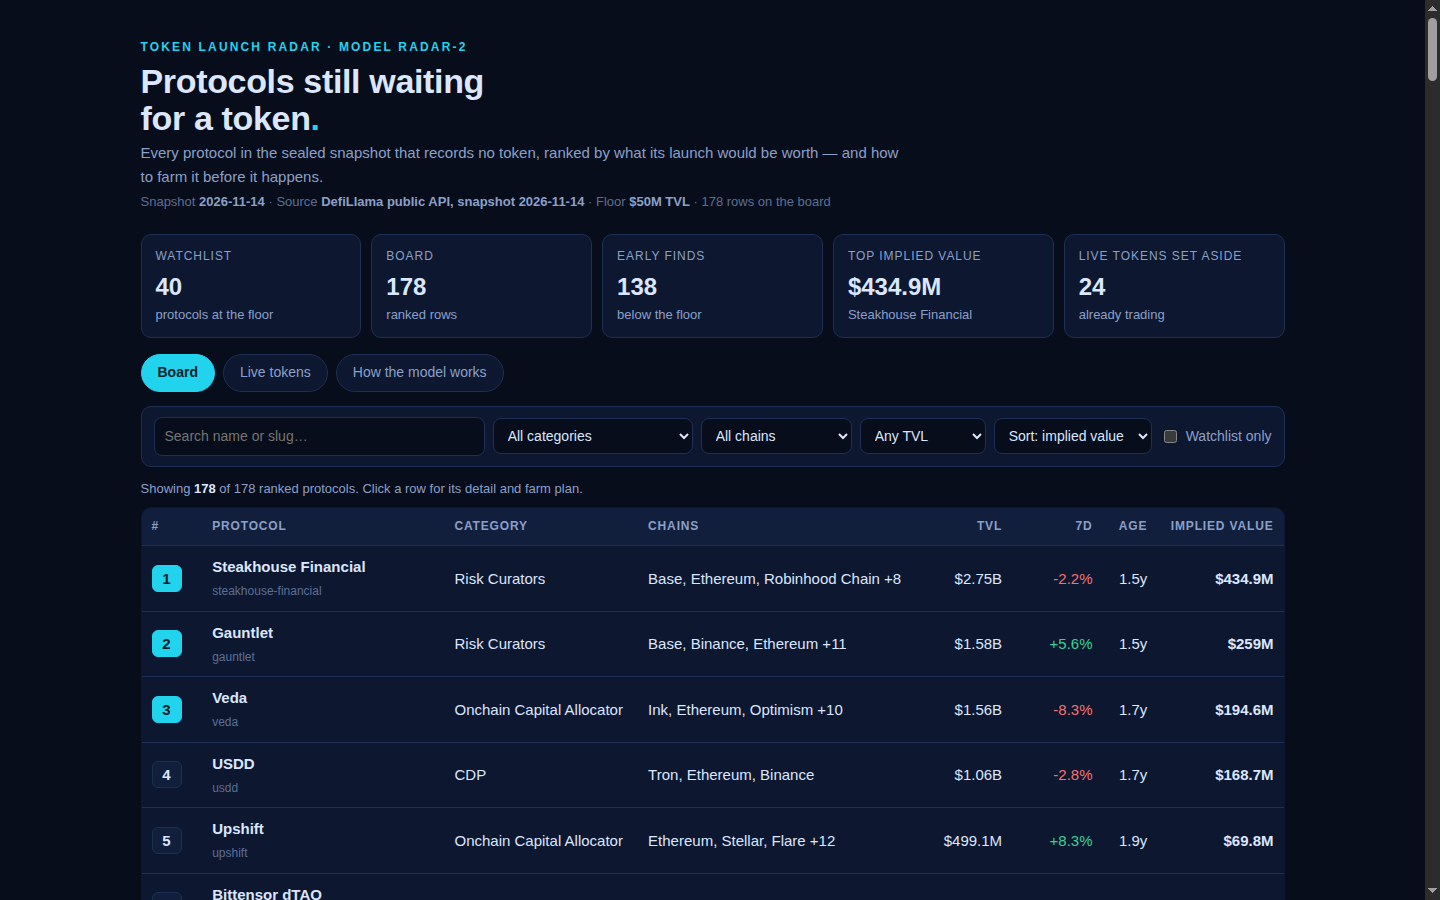 TOKEN LAUNCH RADAR · MODEL RADAR-2
Protocols still waiting
for a token.
Every protocol in the sealed snapshot that records no token, ranked by what its launch would be worth — and how
to farm it before it happens.
Snapshot 2026-11-14 · Source DefiLlama public API, snapshot 2026-11-14 · Floor $50M TVL · 178 rows on the board
WATCHLIST
40
protocols at the floor
BOARD
178
ranked rows
EARLY FINDS
138
below the floor
TOP IMPLIED VALUE
$434.9M
Steakhouse Financial
LIVE TOKENS SET ASIDE
24
already trading
Board
Live tokens
How the model works
Search name or slug…
All categories
All chains
Any TVL
Sort: implied value
Watchlist only
Showing 178 of 178 ranked protocols. Click a row for its detail and farm plan.
# PROTOCOL CATEGORY CHAINS TVL 7D AGE IMPLIED VALUE
1 Steakhouse Financial Risk Curators Base, Ethereum, Robinhood Chain +8 $2.75B -2.2% 1.5y $434.9M
steakhouse-financial
2 Gauntlet Risk Curators Base, Binance, Ethereum +11 $1.58B +5.6% 1.5y $259M
gauntlet
3 Veda Onchain Capital Allocator Ink, Ethereum, Optimism +10 $1.56B -8.3% 1.7y $194.6M
veda
4 USDD CDP Tron, Ethereum, Binance $1.06B -2.8% 1.7y $168.7M
usdd
5 Upshift Onchain Capital Allocator Ethereum, Stellar, Flare +12 $499.1M +8.3% 1.9y $69.8M
upshift
Bittensor dTAO